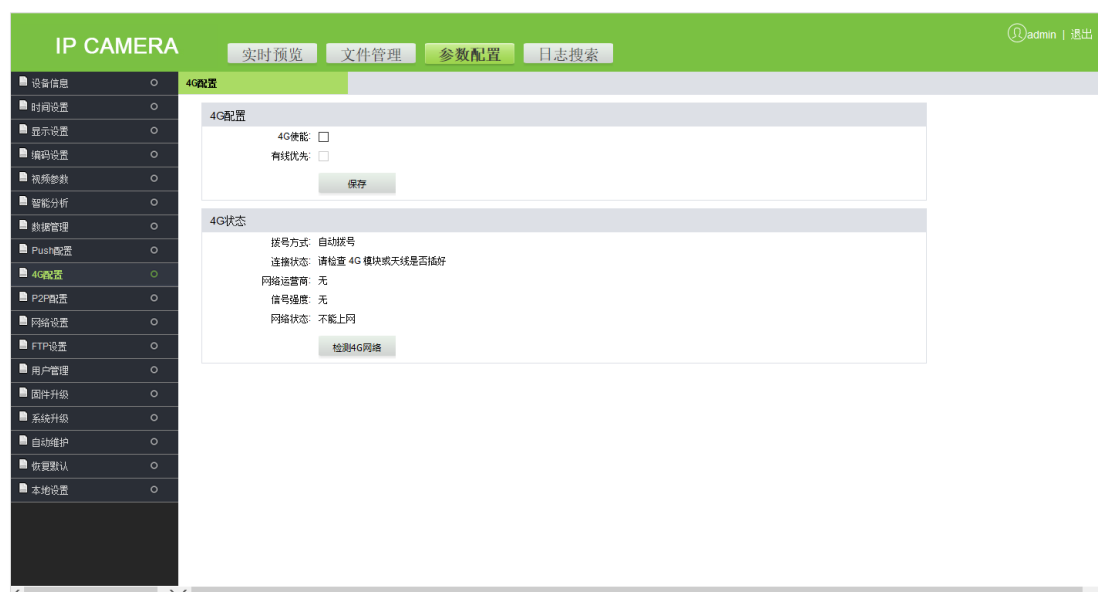 IP CAMERA
实时预览 文件管理 参数配置 日志搜索
admin | 退出
设备信息
时间设置
显示设置
编码设置
视频参数
智能分析
数据管理
Push配置
4G配置
P2P配置
网络设置
FTP设置
用户管理
固件升级
系统升级
自动维护
恢复默认
本地设置
4G配置
4G配置
4G使能:
有线优先:
保存
4G状态
拨号方式: 自动拨号
连接状态: 请检查 4G 模块或天线是否插好
网络运营商: 无
信号强度: 无
网络状态: 不能上网
检测4G网络